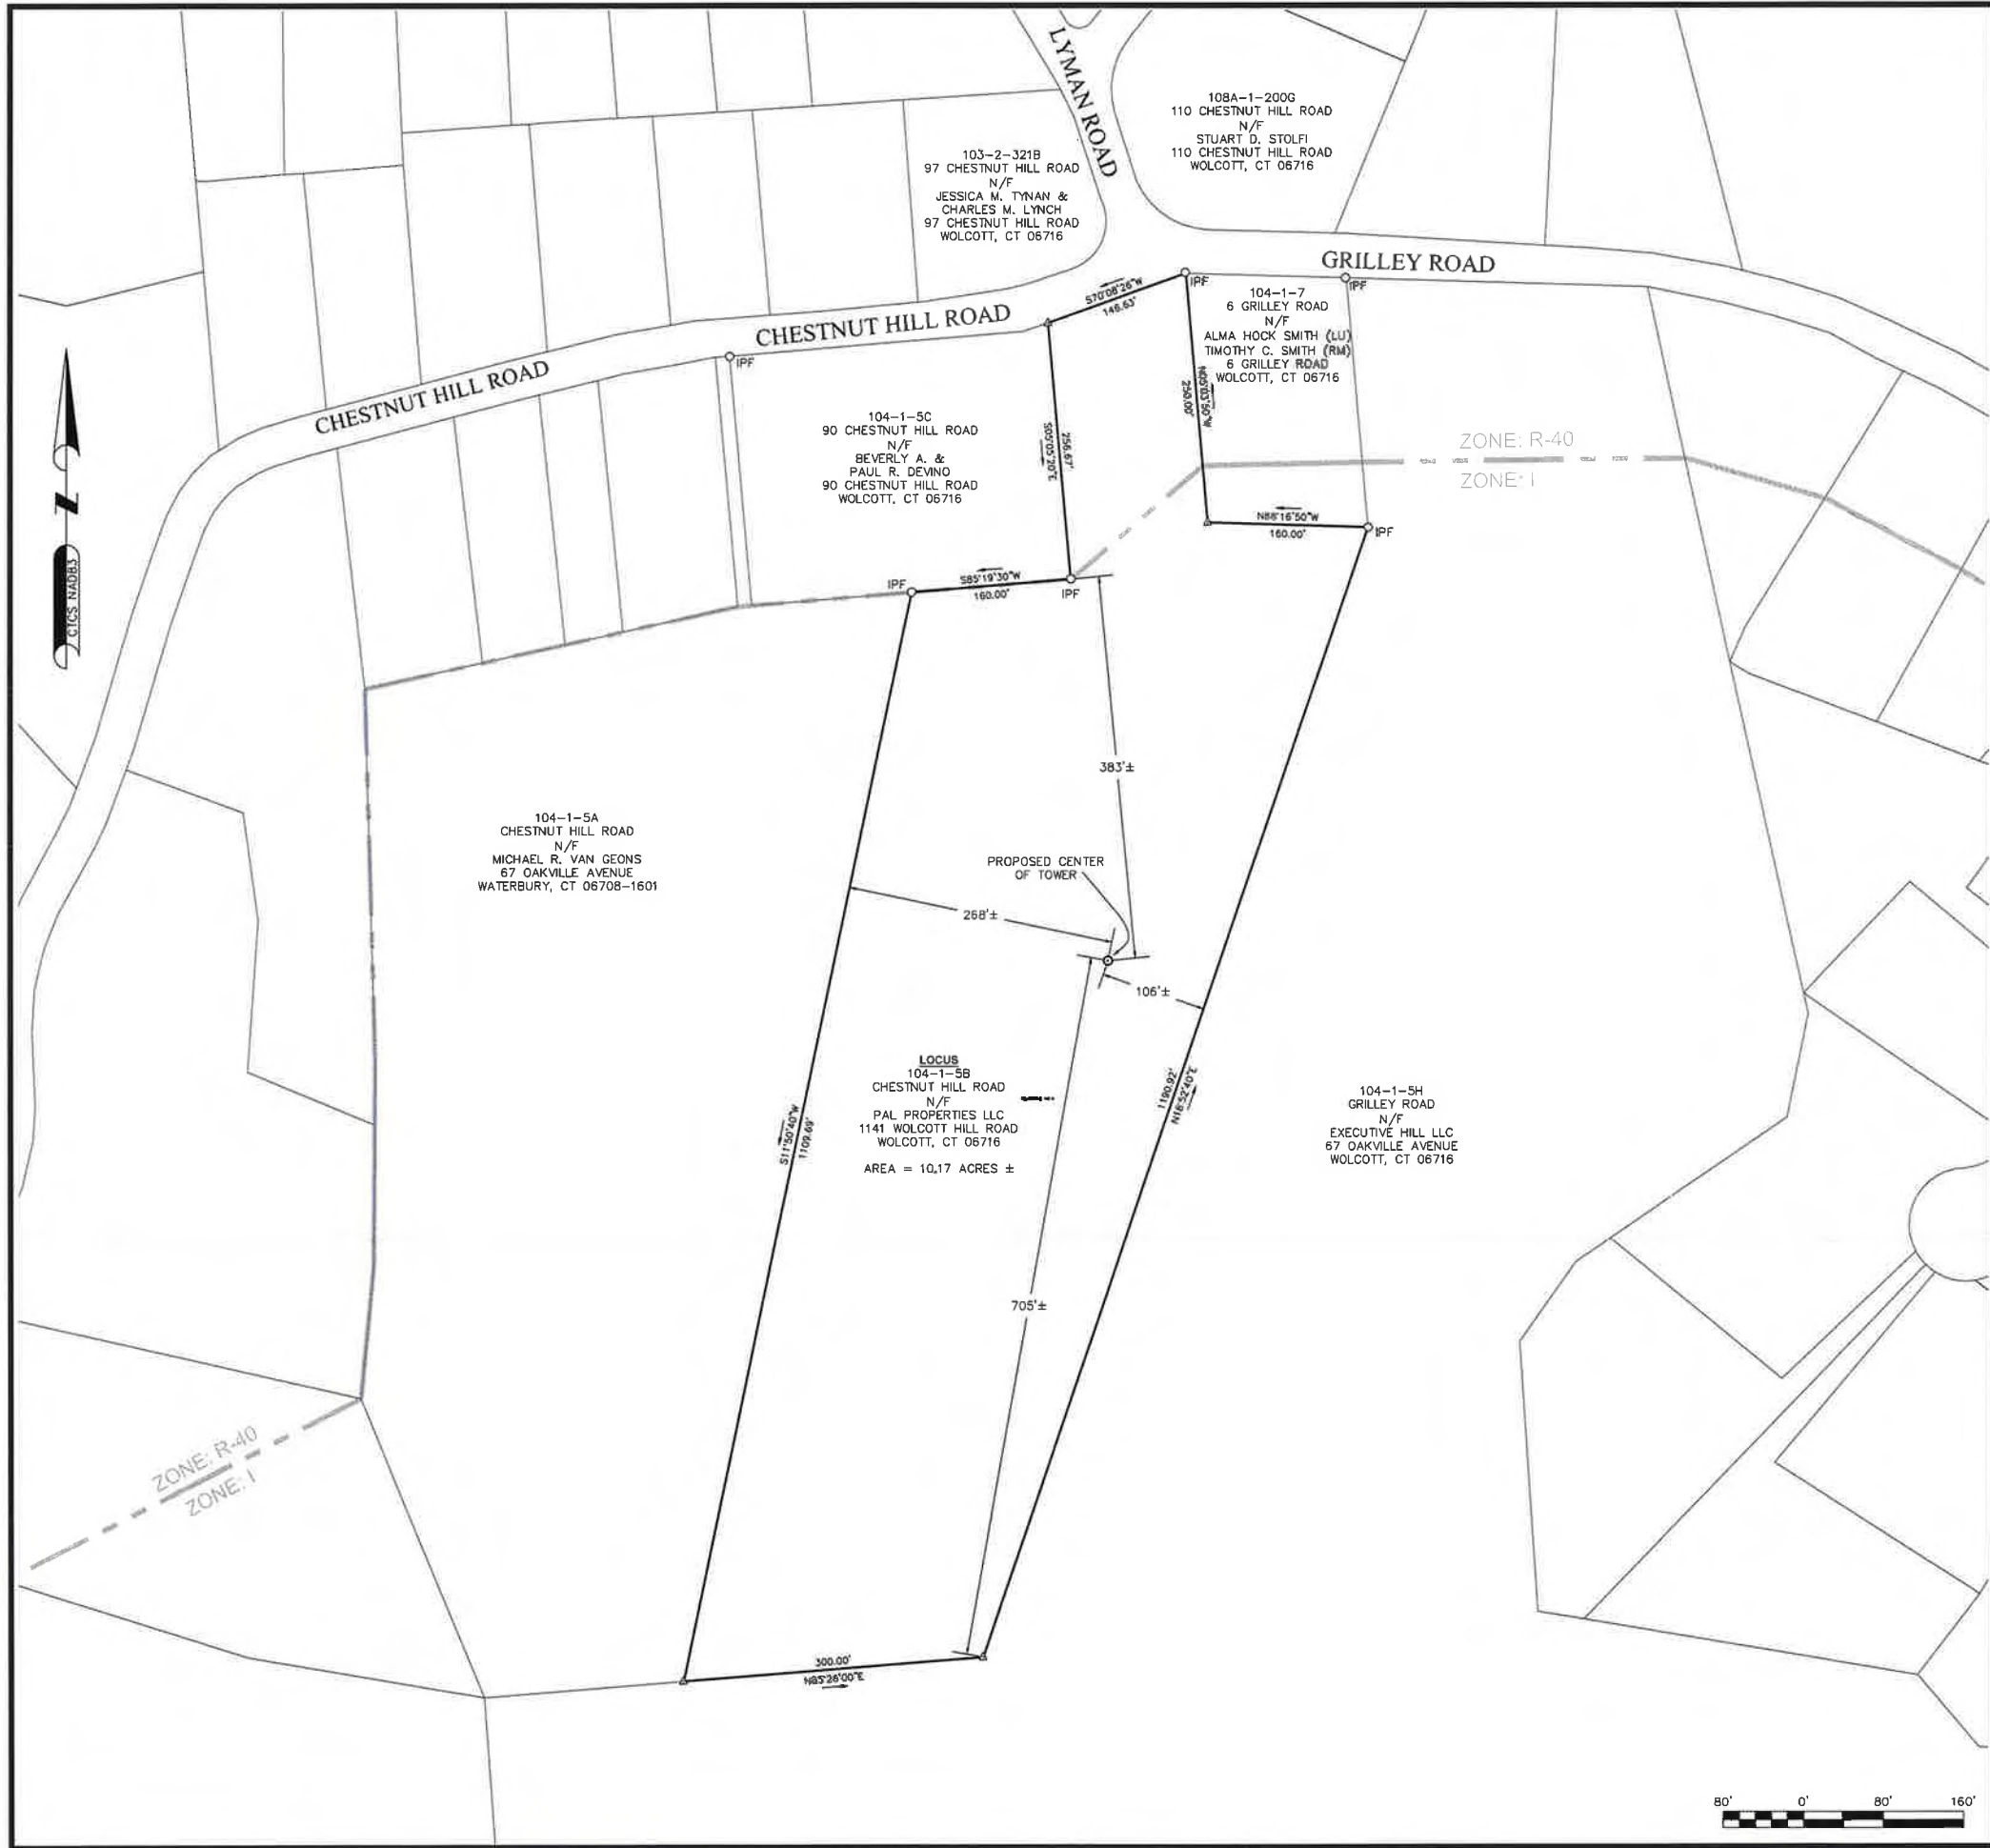 LYMAN ROAD
108A-1-200G
110 CHESTNUT HILL ROAD
N/F
STUART D. STOLFI
110 CHESTNUT HILL ROAD
WOLCOTT, CT 06716
103-2-321B
97 CHESTNUT HILL ROAD
N/F
JESSICA M. TYNAN &
CHARLES M. LYNCH
97 CHESTNUT HILL ROAD
WOLCOTT, CT 06716
GRILLEY ROAD
S70°08'26"W
146.63'
IPF
IPF
104-1-7
6 GRILLEY ROAD
N/F
ALMA HOCK SMITH (LU)
TIMOTHY C. SMITH (RM)
6 GRILLEY ROAD
WOLCOTT, CT 06716
CHESTNUT HILL ROAD
CHESTNUT HILL ROAD
IPF
250.00'
N05°03'50"W
104-1-5C
90 CHESTNUT HILL ROAD
N/F
BEVERLY A. &
PAUL R. DEVINO
90 CHESTNUT HILL ROAD
WOLCOTT, CT 06716
256.67'
S05°05'20"E
ZONE: R-40
ZONE: I
N88°16'50"W
160.00'
IPF
CTCS NAD83
IPF
S85°19'30"W
160.00'
IPF
383'±
104-1-5A
CHESTNUT HILL ROAD
N/F
MICHAEL R. VAN GEONS
67 OAKVILLE AVENUE
WATERBURY, CT 06708-1601
PROPOSED CENTER
OF TOWER
268'±
106'±
LOCUS
104-1-5B
CHESTNUT HILL ROAD
N/F
PAL PROPERTIES LLC
1141 WOLCOTT HILL ROAD
WOLCOTT, CT 06716
AREA = 10.17 ACRES ±
S11°50'40"W
1109.69'
1190.92'
N18°52'40"E
104-1-5H
GRILLEY ROAD
N/F
EXECUTIVE HILL LLC
67 OAKVILLE AVENUE
WOLCOTT, CT 06716
705'±
ZONE: R-40
ZONE: I
300.00'
N85°26'00"E
80' 0' 80' 160'